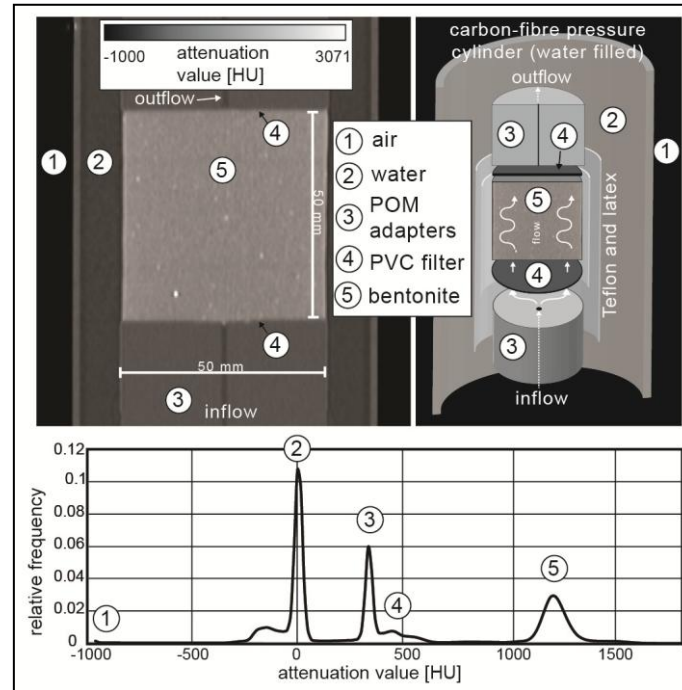 -1000 attenuation 3071
value [HU]
outflow
4
1
2
5
50 mm
4
50 mm
3
inflow
1 air
2 water
3 POM
adapters
4 PVC filter
5 bentonite
carbon-fibre pressure
cylinder (water filled)
outflow
3
4
2
1
5
flow
Teflon and latex
4
3
inflow
relative frequency
0.12
0.1
0.08
0.06
0.04
0.02
0
1
2
3
4
5
-1000 -500 0 500 1000 1500
attenuation value [HU]